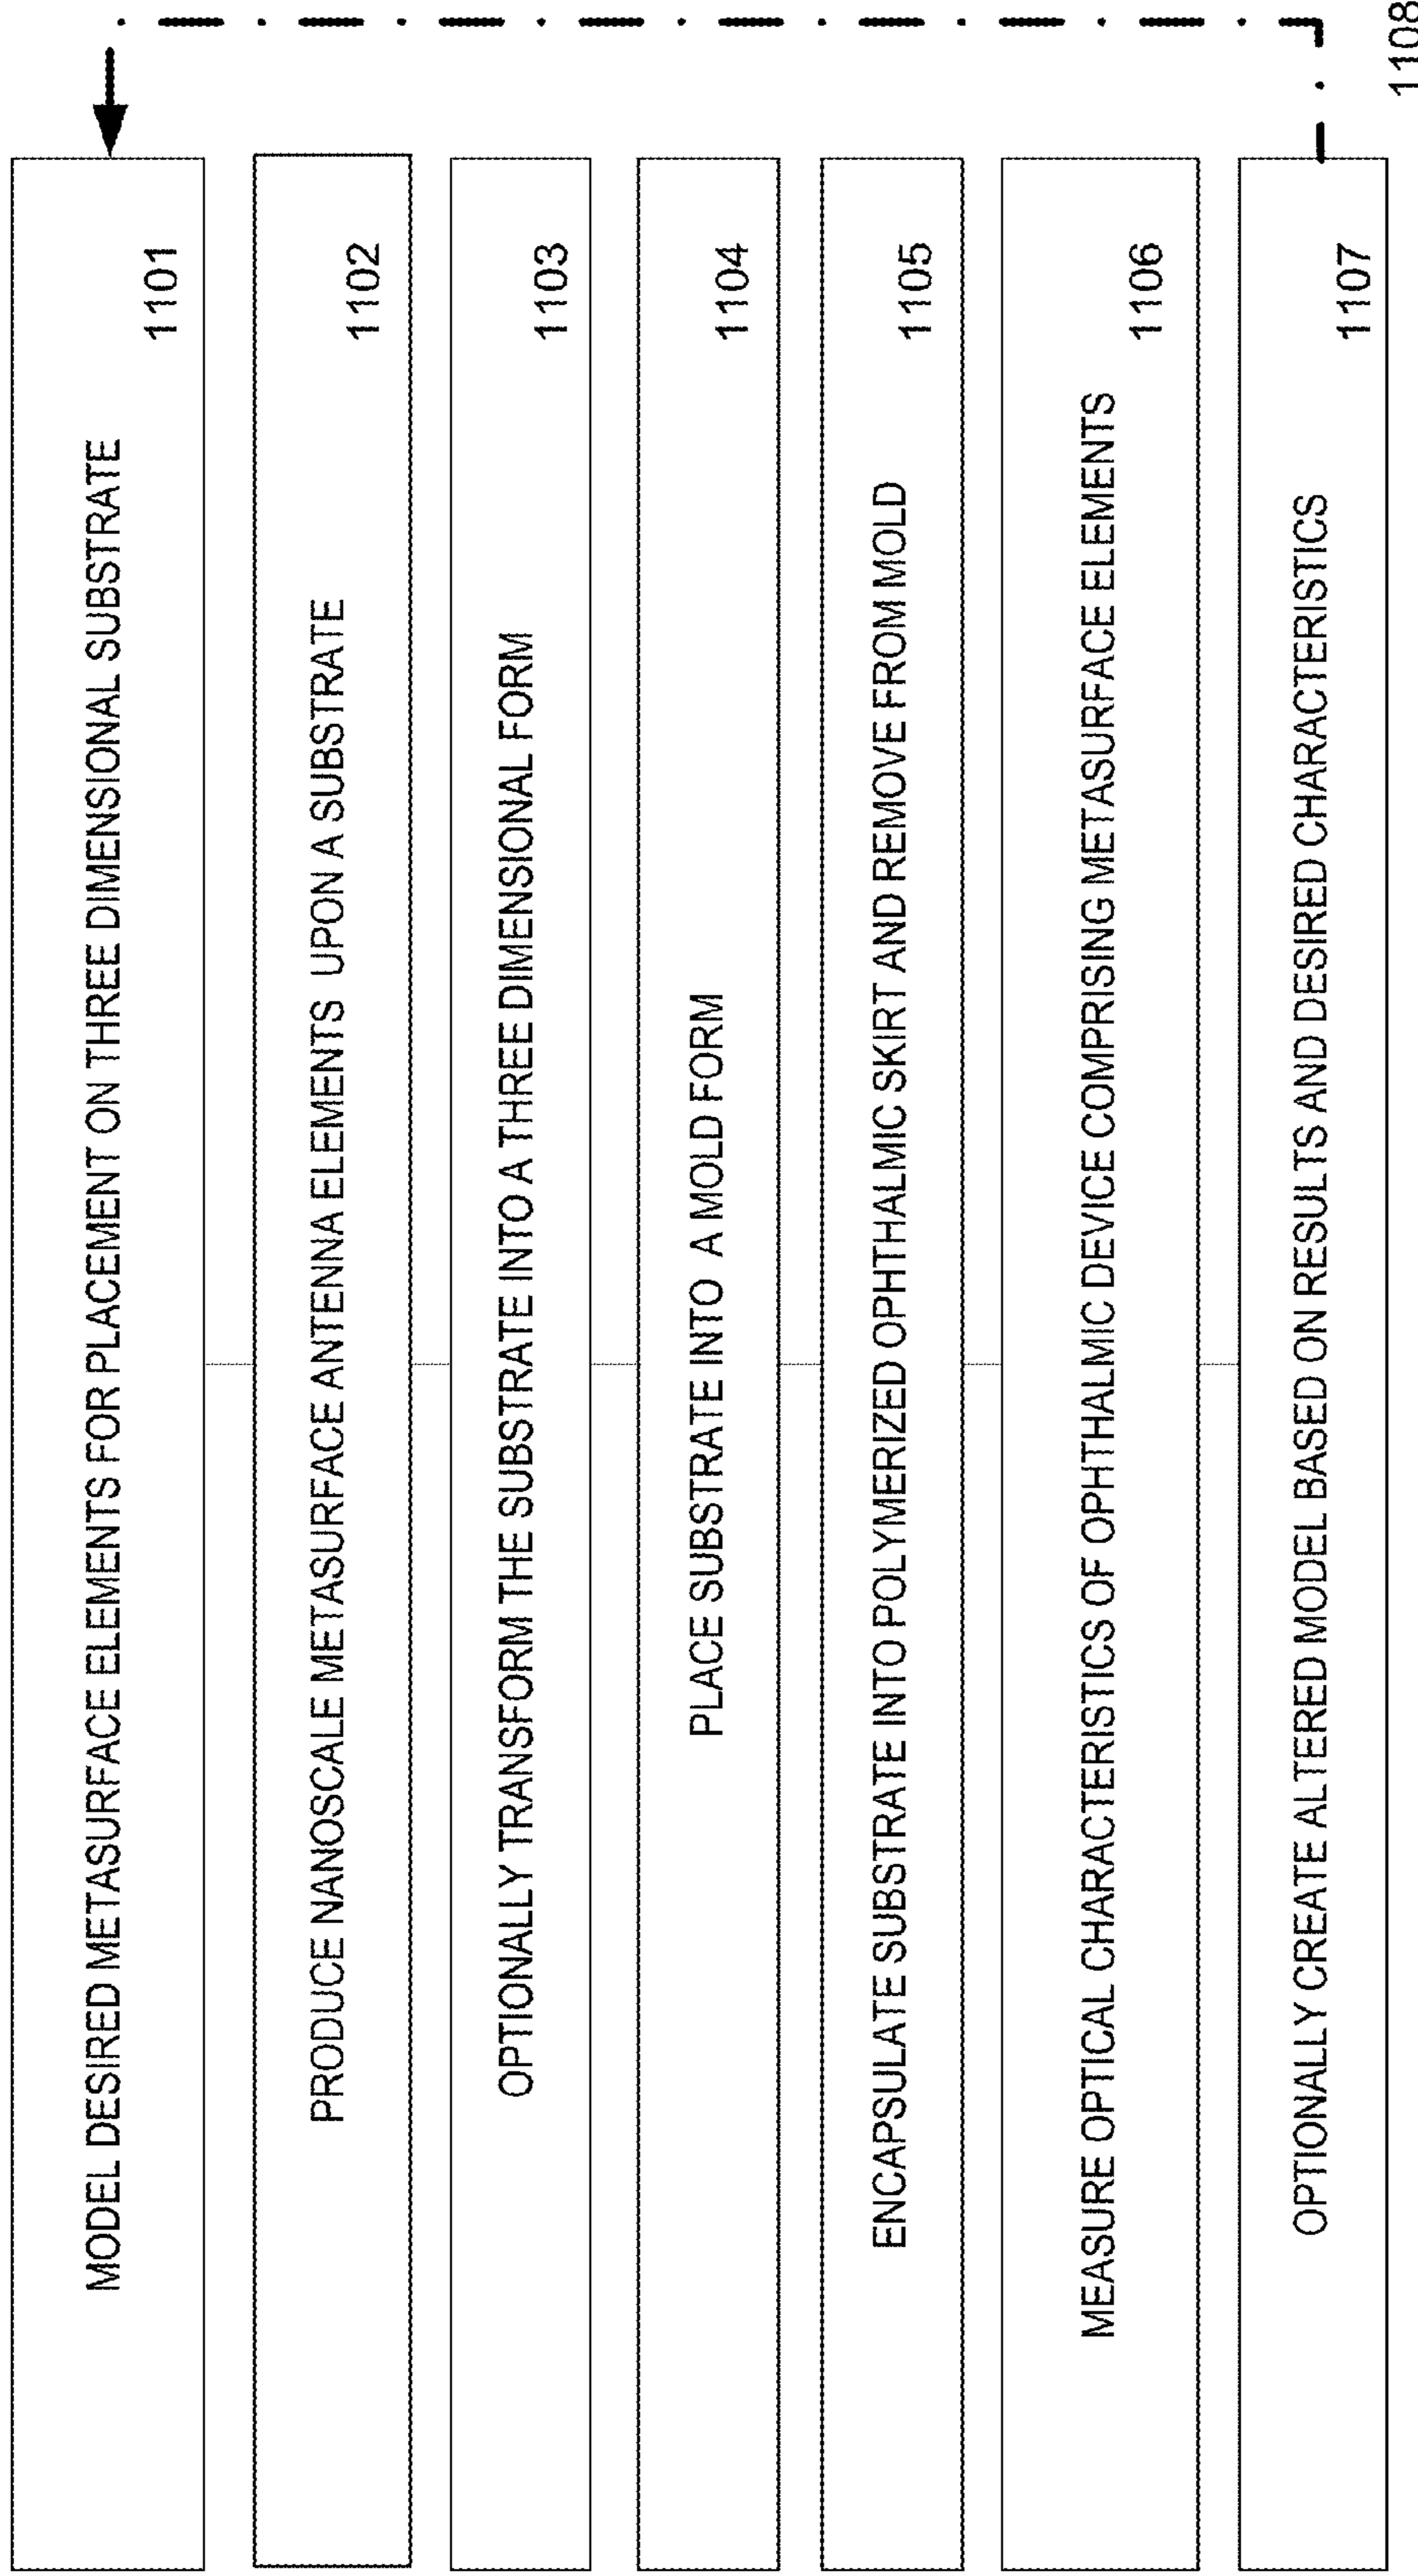 MODEL DESIRED METASURFACE ELEMENTS FOR PLACEMENT ON THREE DIMENSIONAL SUBSTRATE
1101
PRODUCE NANOSCALE METASURFACE ANTENNA ELEMENTS UPON A SUBSTRATE
1102
OPTIONALLY TRANSFORM THE SUBSTRATE INTO A THREE DIMENSIONAL FORM
1103
PLACE SUBSTRATE INTO A MOLD FORM
1104
ENCAPSULATE SUBSTRATE INTO POLYMERIZED OPHTHALMIC SKIRT AND REMOVE FROM MOLD
1105
MEASURE OPTICAL CHARACTERISTICS OF OPHTHALMIC DEVICE COMPRISING METASURFACE ELEMENTS
1106
OPTIONALLY CREATE ALTERED MODEL BASED ON RESULTS AND DESIRED CHARACTERISTICS
1107
1108